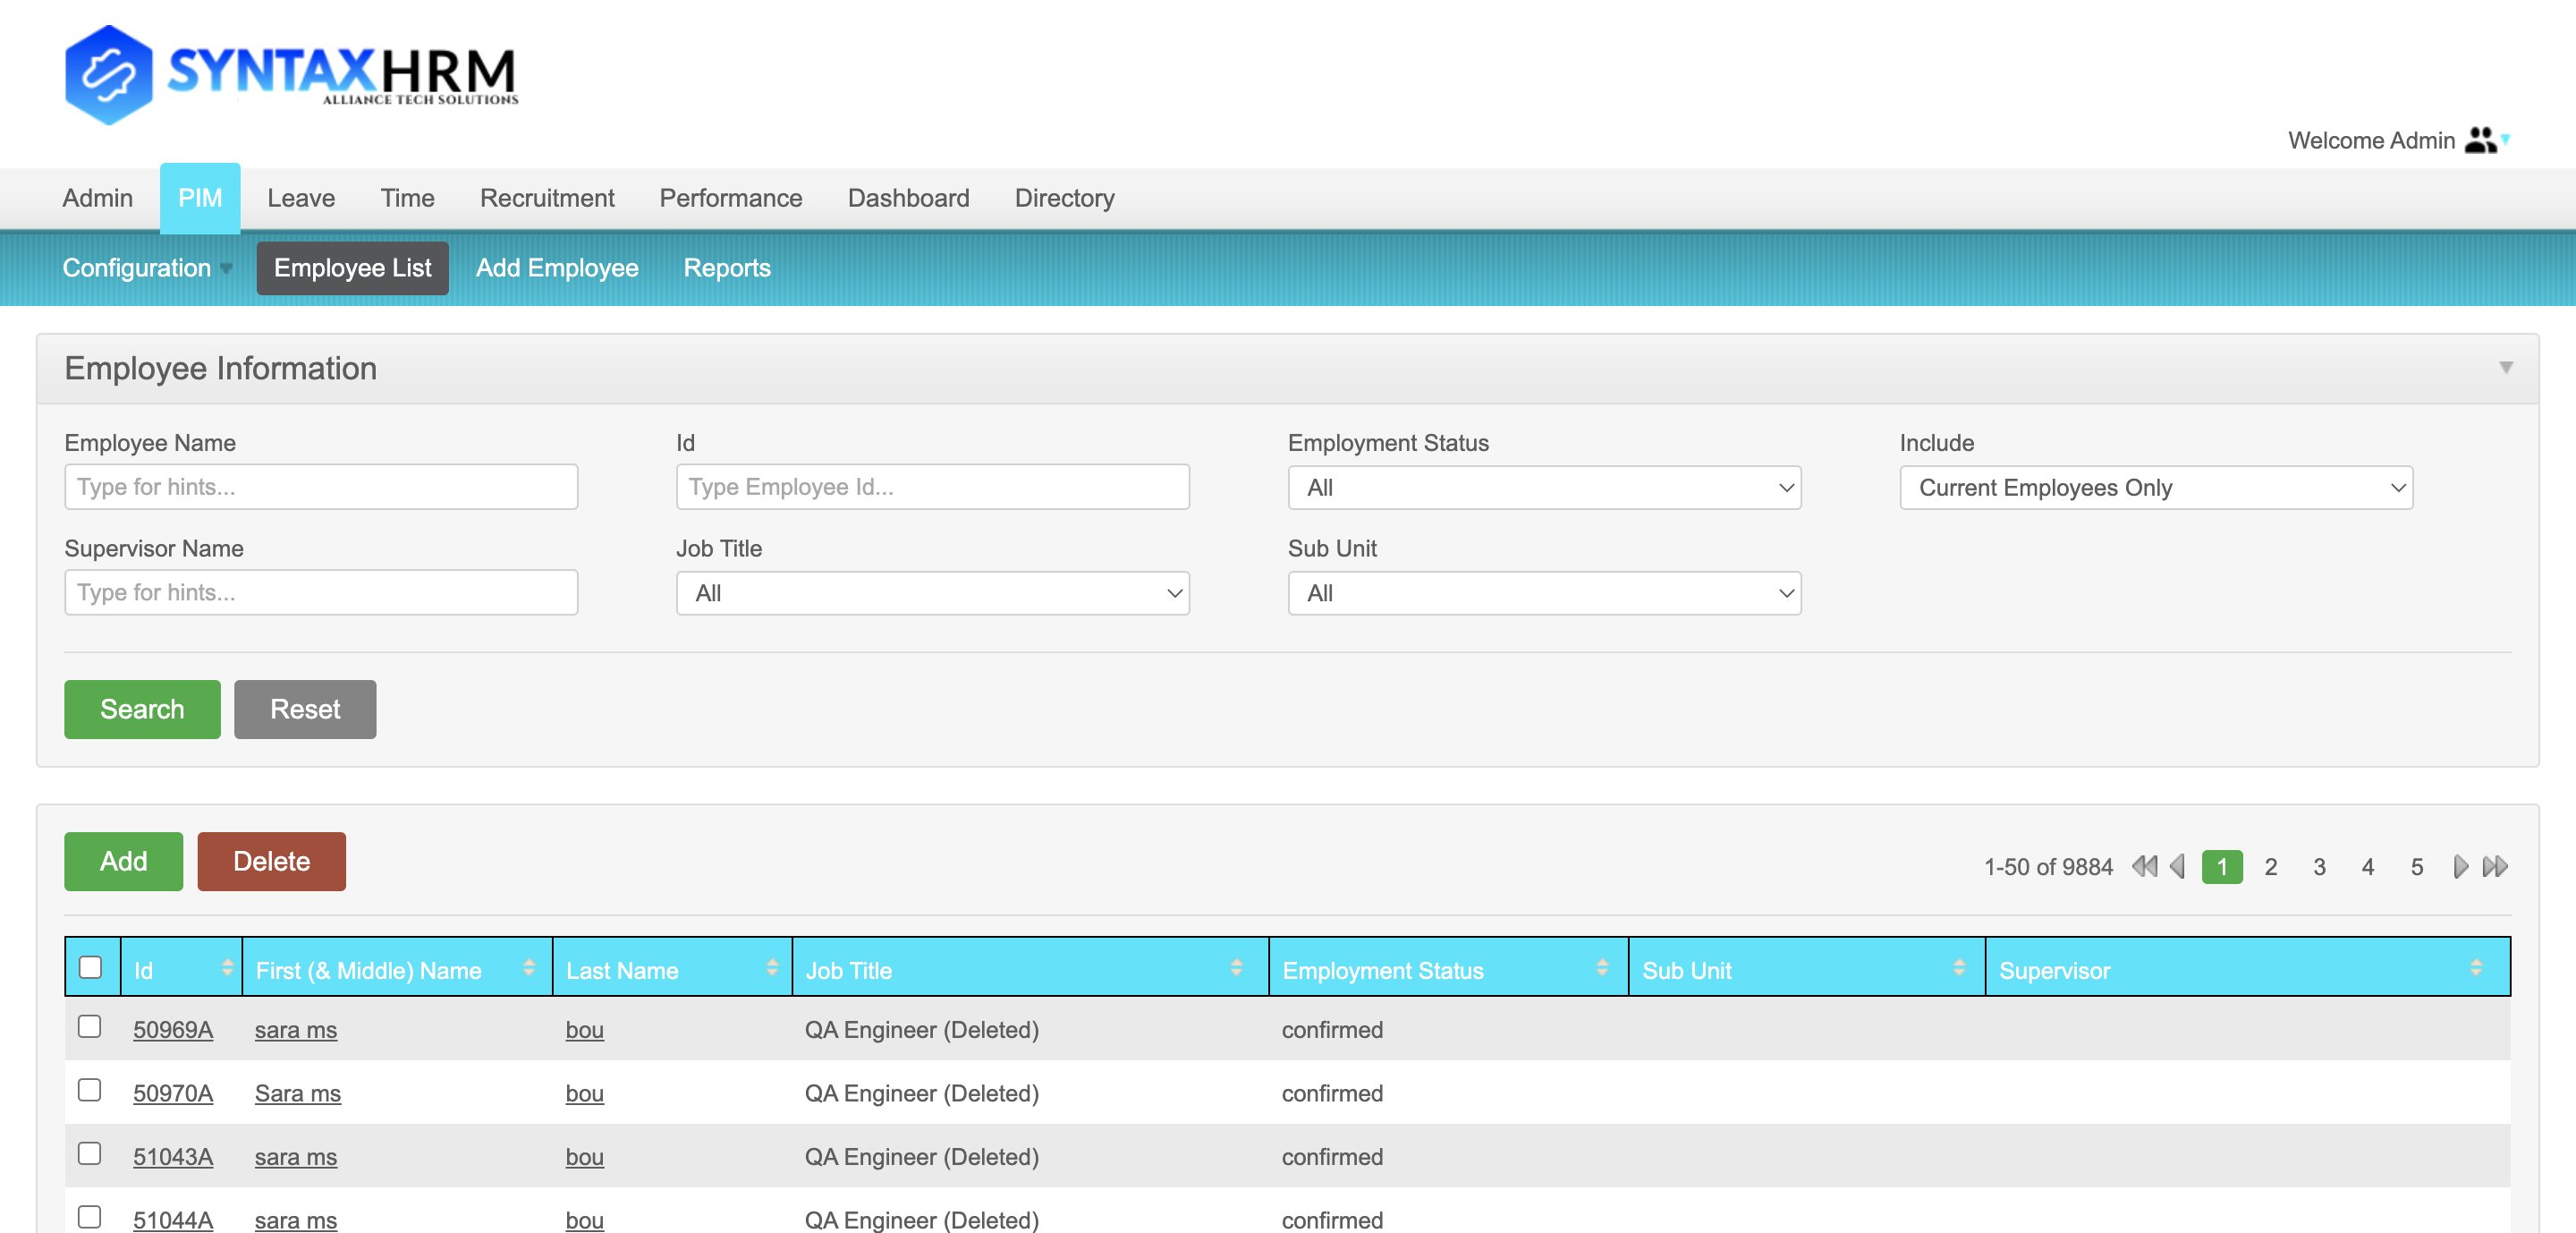 SYNTAXHRM
ALLIANCE TECH SOLUTIONS
Welcome Admin
Admin PIM Leave Time Recruitment Performance Dashboard Directory
Configuration Employee List Add Employee Reports
Employee Information
Employee Name Id Employment Status Include
Type for hints... Type Employee Id... All Current Employees Only
Supervisor Name Job Title Sub Unit
Type for hints... All All
Search Reset
Add Delete 1-50 of 9884 1 2 3 4 5
Id First (& Middle) Name Last Name Job Title Employment Status Sub Unit Supervisor
50969A sara ms bou QA Engineer (Deleted) confirmed
50970A Sara ms bou QA Engineer (Deleted) confirmed
51043A sara ms bou QA Engineer (Deleted) confirmed
51044A sara ms bou QA Engineer (Deleted) confirmed